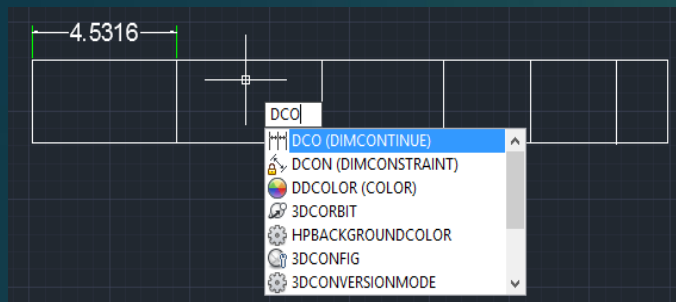 4.5316
DCO
DCO (DIMCONTINUE)
DCON (DIMCONSTRAINT)
DDCOLOR (COLOR)
3DCORBIT
HPBACKGROUNDCOLOR
3DCONFIG
3DCONVERSIONMODE